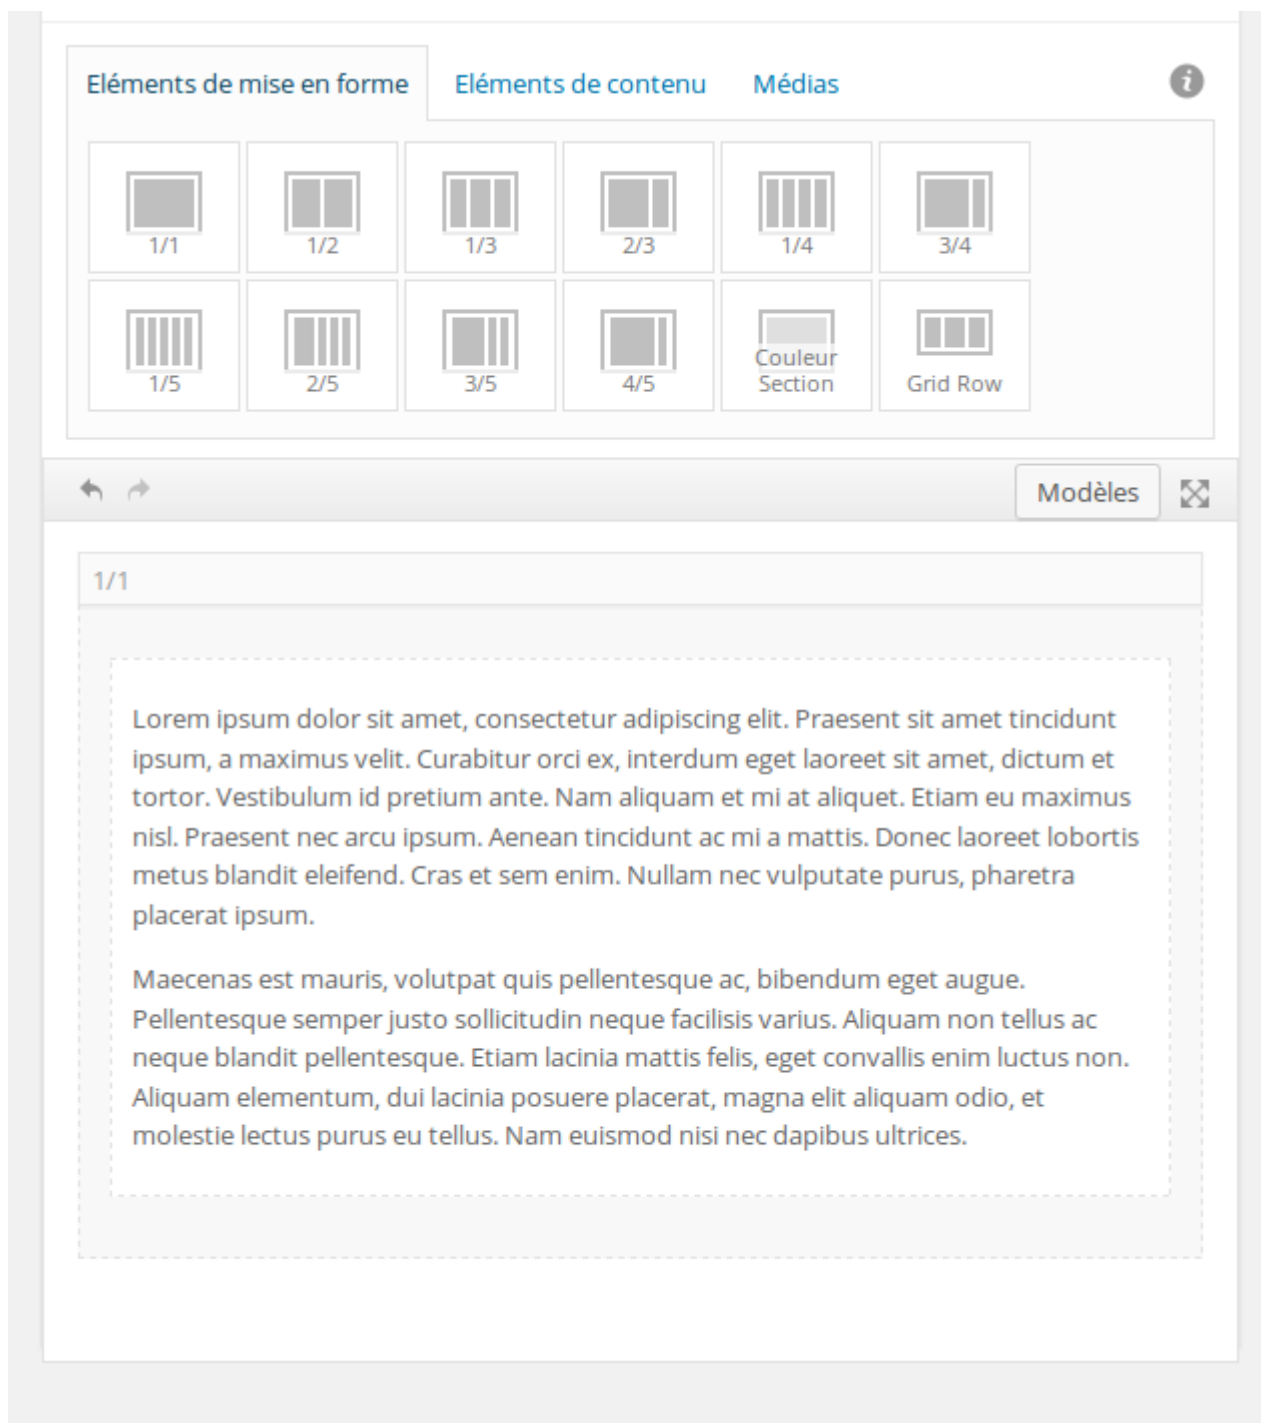 Eléments de mise en forme Eléments de contenu Médias
1/1 1/2 1/3 2/3 1/4 3/4
1/5 2/5 3/5 4/5 Couleur Section Grid Row
Modèles
1/1
Lorem ipsum dolor sit amet, consectetur adipiscing elit. Praesent sit amet tincidunt
ipsum, a maximus velit. Curabitur orci ex, interdum eget laoreet sit amet, dictum et
tortor. Vestibulum id pretium ante. Nam aliquam et mi at aliquet. Etiam eu maximus
nisl. Praesent nec arcu ipsum. Aenean tincidunt ac mi a mattis. Donec laoreet lobortis
metus blandit eleifend. Cras et sem enim. Nullam nec vulputate purus, pharetra
placerat ipsum.
Maecenas est mauris, volutpat quis pellentesque ac, bibendum eget augue.
Pellentesque semper justo sollicitudin neque facilisis varius. Aliquam non tellus ac
neque blandit pellentesque. Etiam lacinia mattis felis, eget convallis enim luctus non.
Aliquam elementum, dui lacinia posuere placerat, magna elit aliquam odio, et
molestie lectus purus eu tellus. Nam euismod nisi nec dapibus ultrices.